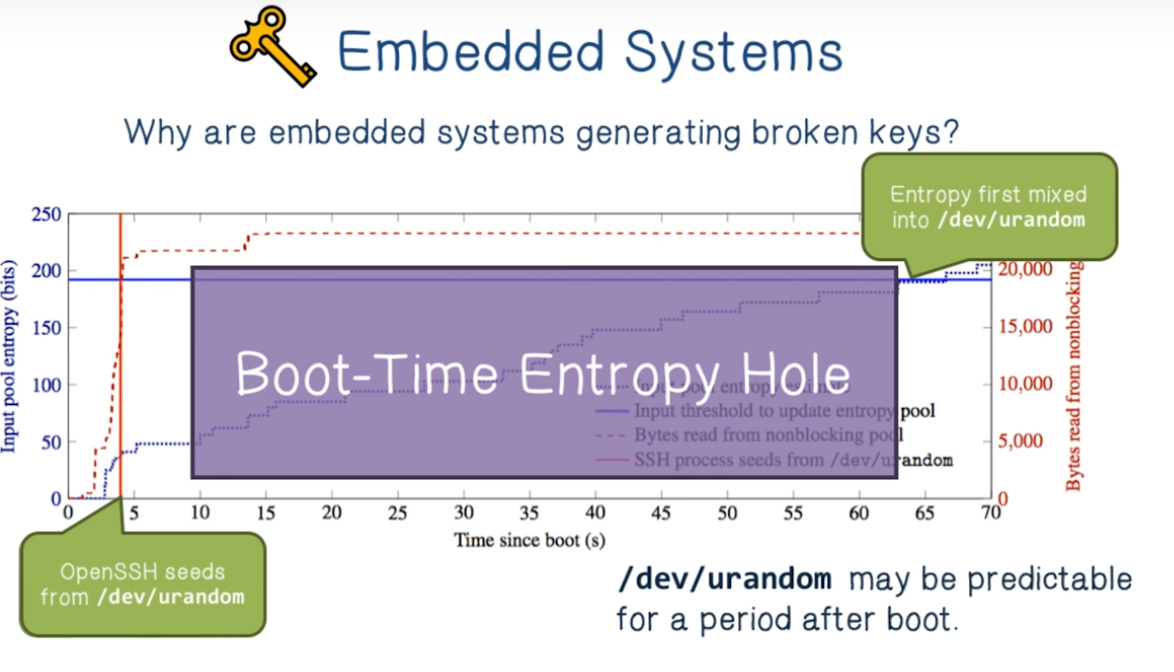 Embedded Systems
Why are embedded systems generating broken keys?
Entropy first mixed
into /dev/urandom
Input pool entropy (bits)
250
200
150
100
50
0
Boot-Time Entropy Hole
Input pool entropy estimate
Input threshold to update entropy pool
Bytes read from nonblocking pool
SSH process seeds from /dev/urandom
20,000
15,000
10,000
5,000
0
Bytes read from nonblocking
0 5 10 15 20 25 30 35 40 45 50 55 60 65 70
Time since boot (s)
OpenSSH seeds
from /dev/urandom
/dev/urandom may be predictable
for a period after boot.